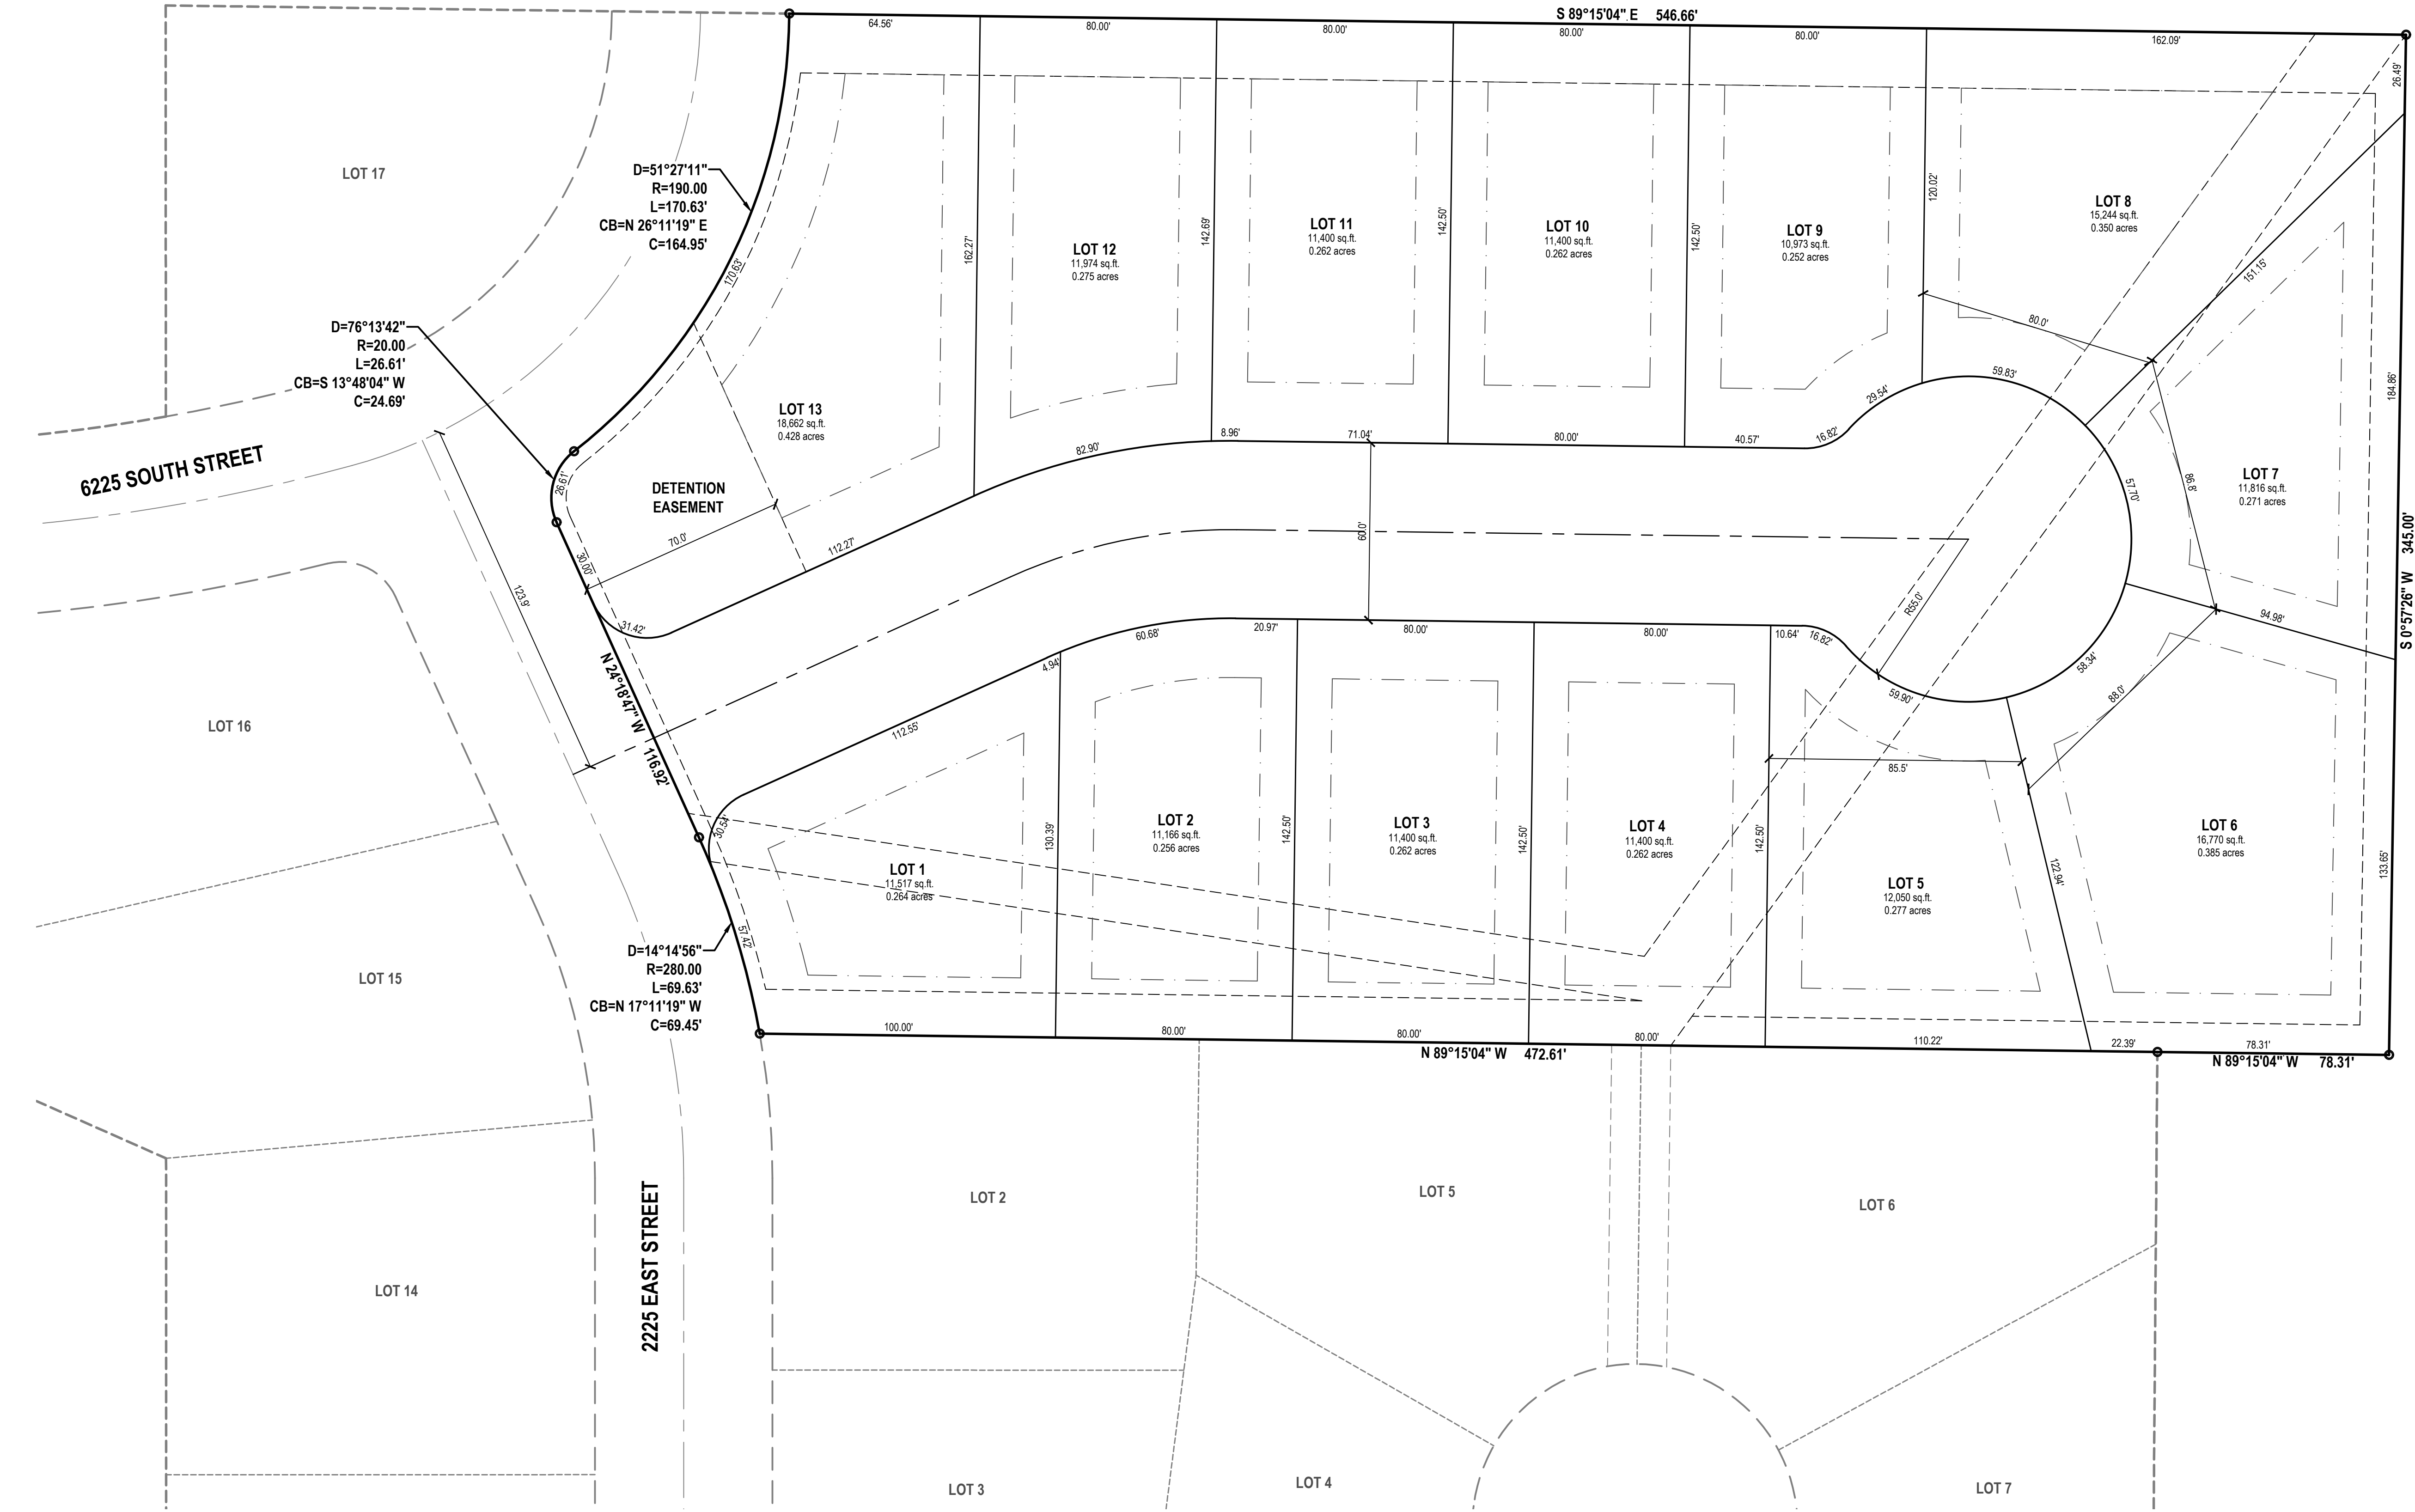 S 89°15'04" E 546.66'
64.56'
80.00'
80.00'
80.00'
80.00'
162.09'
26.49'
LOT 17
D=51°27'11"
R=190.00
L=170.63'
CB=N 26°11'19" E
C=164.95'
170.63'
162.27'
LOT 12
11,974 sq.ft.
0.275 acres
142.69'
LOT 11
11,400 sq.ft.
0.262 acres
142.50'
LOT 10
11,400 sq.ft.
0.262 acres
142.50'
LOT 9
10,973 sq.ft.
0.252 acres
120.02'
LOT 8
15,244 sq.ft.
0.350 acres
151.15'
80.0'
184.86'
D=76°13'42"
R=20.00
L=26.61'
CB=S 13°48'04" W
C=24.69'
LOT 13
18,662 sq.ft.
0.428 acres
59.83'
29.54'
16.82'
40.57'
80.00'
71.04'
8.96'
82.90'
6225 SOUTH STREET
26.61'
DETENTION
EASEMENT
70.0'
112.27'
30.00'
31.42'
123.9'
60.0'
57.70'
86.8'
LOT 7
11,816 sq.ft.
0.271 acres
S 0°57'26" W 345.00'
R55.0'
94.98'
58.34'
59.90'
88.0'
N 24°18'47" W 116.92'
4.94'
60.68'
20.97'
80.00'
80.00'
10.64'
16.82'
112.55'
30.54'
85.5'
LOT 16
LOT 1
11,517 sq.ft.
0.264 acres
130.39'
LOT 2
11,166 sq.ft.
0.256 acres
142.50'
LOT 3
11,400 sq.ft.
0.262 acres
142.50'
LOT 4
11,400 sq.ft.
0.262 acres
142.50'
LOT 5
12,050 sq.ft.
0.277 acres
122.94'
LOT 6
16,770 sq.ft.
0.385 acres
133.65'
LOT 15
D=14°14'56"
R=280.00
L=69.63'
CB=N 17°11'19" W
C=69.45'
57.42'
100.00'
80.00'
80.00'
80.00'
110.22'
22.39'
78.31'
N 89°15'04" W 472.61'
N 89°15'04" W 78.31'
LOT 14
2225 EAST STREET
LOT 2
LOT 5
LOT 6
LOT 3
LOT 4
LOT 7